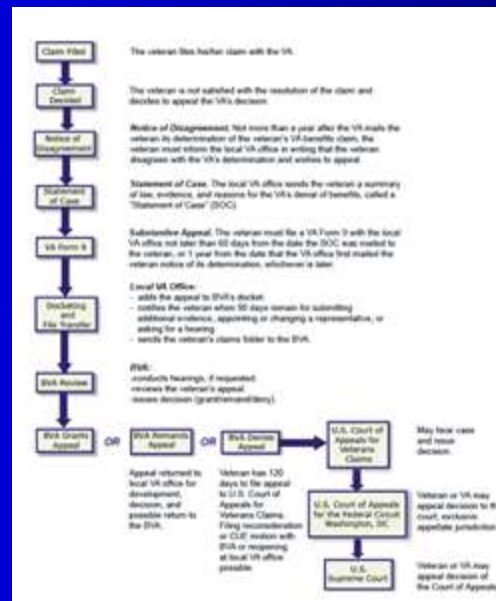 Claim Filed
The veteran files his/her claim with the VA.
Claim
Decided
The veteran is not satisfied with the resolution of the claim and
decides to appeal the VA's decision
Notice of
Disagreement
Notice of Disagreement. Not more than a year after the VA mails the
veteran its determination of the veteran's VA benefits claim, the
veteran must inform the local VA office in writing that the veteran
disagrees with the VA's determination and wishes to appeal.
Statement
of Case
Statement of Case. The local VA office sends the veteran a summary
of law, evidence, and reasons for the VA's denial of benefits, called a
"Statement of Case" (SOC).
VA Form 9
Substantive Appeal. The veteran must file a VA Form 9 with the local
VA office not later than 60 days from the date the SOC was mailed to
the veteran, or 1 year from the date that the VA office first mailed the
veteran notice of its determination, whichever is later.
Docketing
and
File Transfer
Local VA Office:
- adds the appeal to BVA's docket.
- notifies the veteran when 90 days remain for submitting
additional evidence, appointing or changing a representative, or
asking for a hearing.
- sends the veteran's claims folder to the BVA.
BVA Review
BVA:
-conducts hearings, if requested.
-reviews the veteran's appeal.
-issues decision (grant/remand/deny).
BVA Grants
Appeal
OR
BVA Remands
Appeal
OR
BVA Denies
Appeal
U.S. Court of
Appeals for
Veterans
Claims
May hear case
and issue
decision.
Appeal returned to
local VA office for
development,
decision, and
possible return to
the BVA.
Veteran has 120
days to file appeal
to U.S. Court of
Appeals for
Veterans Claims.
Filing reconsideration
or CUE motion with
BVA or reopening
at local VA office
possible.
U.S. Court of Appeals
for the Federal Circuit
Washington, DC
Veteran or VA may
appeal decision to th
court, exclusive
appellate jurisdiction
U.S.
Supreme Court
Veteran or VA may
appeal decision of
the Court of Appeals